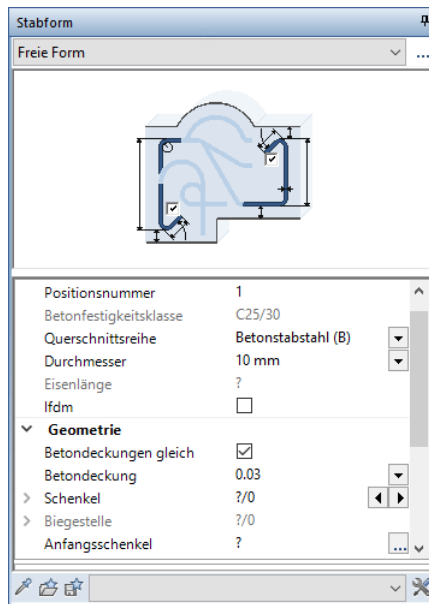 Stabform
Freie Form
...
Positionsnummer 1
Betonfestigkeitsklasse C25/30
Querschnittsreihe Betonstabstahl (B)
Durchmesser 10 mm
Eisenlänge ?
lfdm
Geometrie
Betondeckungen gleich
Betondeckung 0.03
Schenkel ?/0
Biegestelle ?/0
Anfangsschenkel ? ...